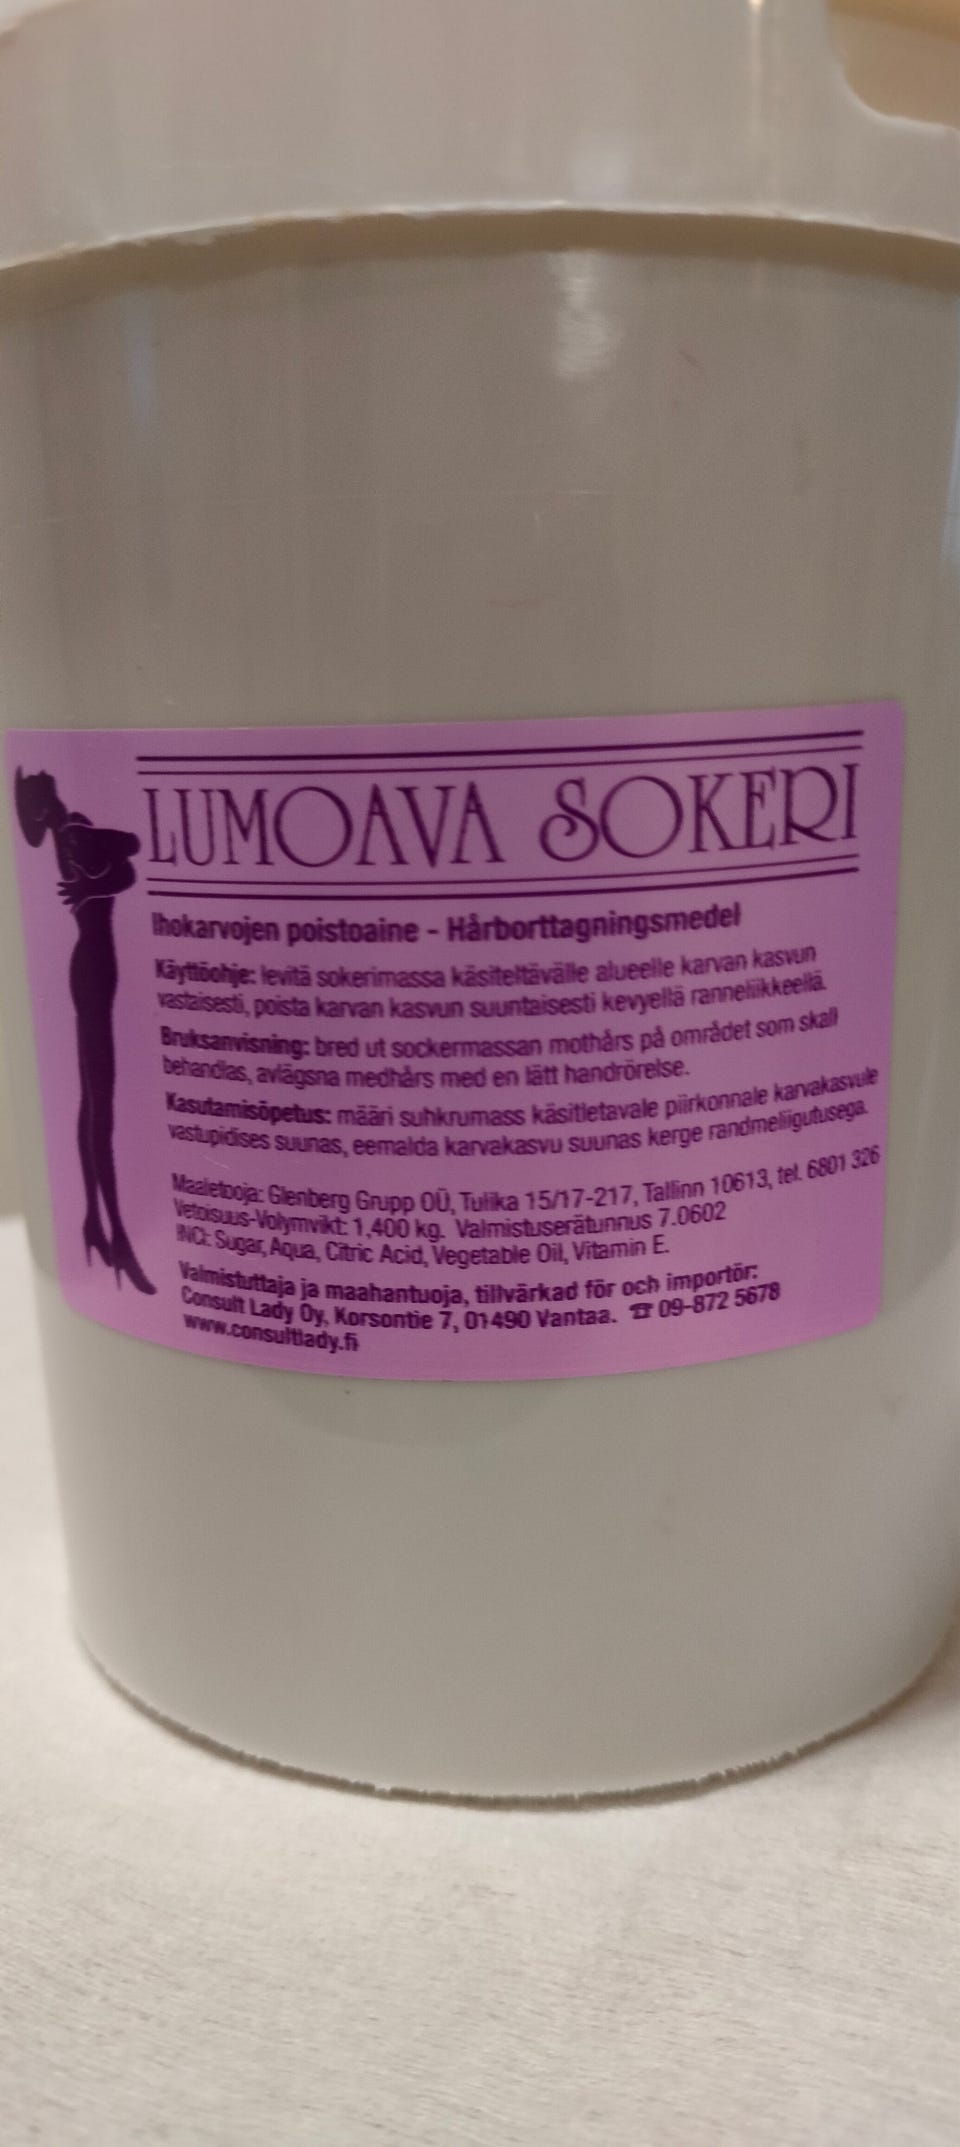 LUMOAVA SOKERI
Ihokarvojen poistoaine - Hårborttagningsmedel
Käyttöohje: levitä sokerimassa käsiteltävälle alueelle karvan kasvun
vastaisesti, poista karvan kasvun suuntaisesti kevyellä ranneliikkeellä.
Bruksanvisning: bred ut sockermassan mothårs på området som skall
behandlas, avlägsna medhårs med en lätt handrörelse.
Kasutamisõpetus: määri suhkrumass käsitletavale piirkonnale karvakasvule
vastupidises suunas, eemalda karvakasvu suunas kerge randmeliigutusega.
Maaletooja: Glenberg Grupp OÜ, Tulika 15/17-217, Tallinn 10613, tel. 6801 326
Vetoisuus-Volymvikt: 1,400 kg. Valmistuserätunnus 7.0602
INCI: Sugar, Aqua, Citric Acid, Vegetable Oil, Vitamin E.
Valmistuttaja ja maahantuoja, tillvärkad för och importör:
Consult Lady Oy, Korsontie 7, 01490 Vantaa. ☎ 09-872 5678
www.consultlady.fi